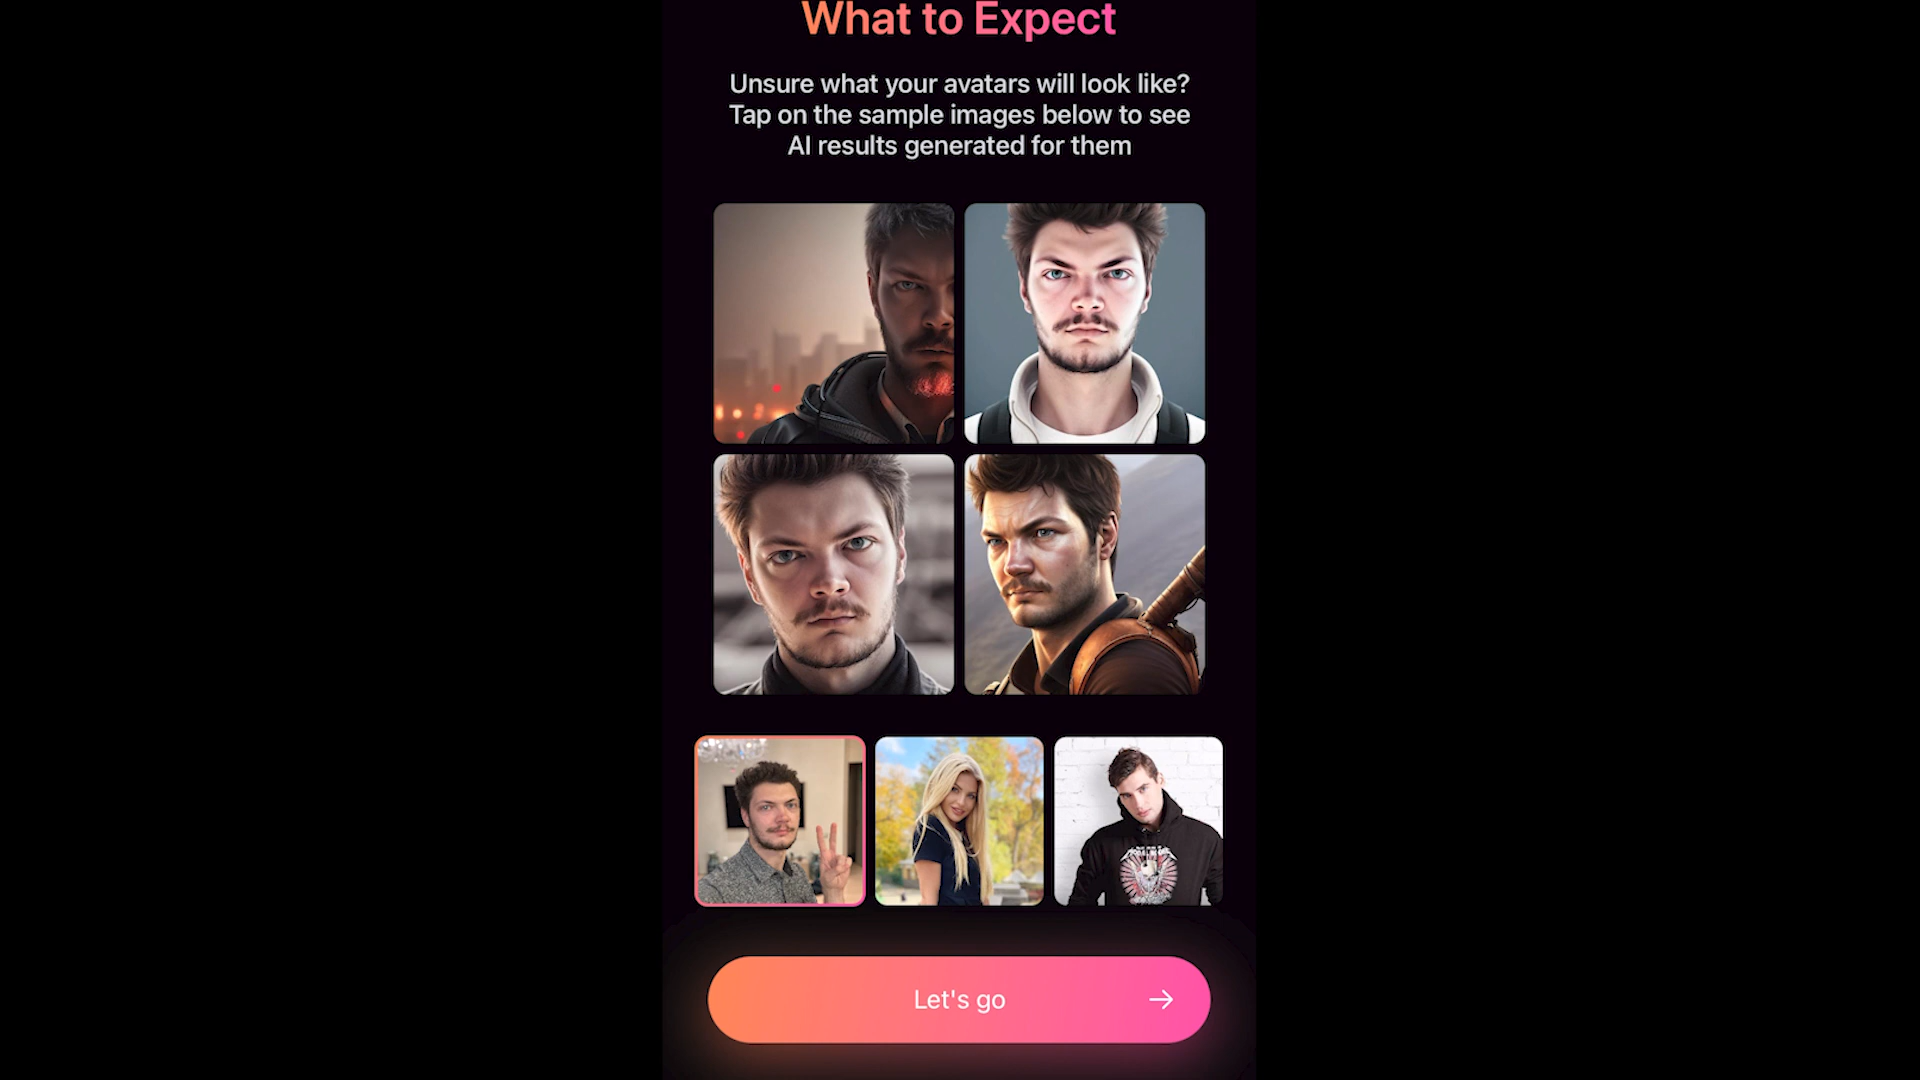 What to Expect
Unsure what your avatars will look like?
Tap on the sample images below to see
AI results generated for them
Let's go